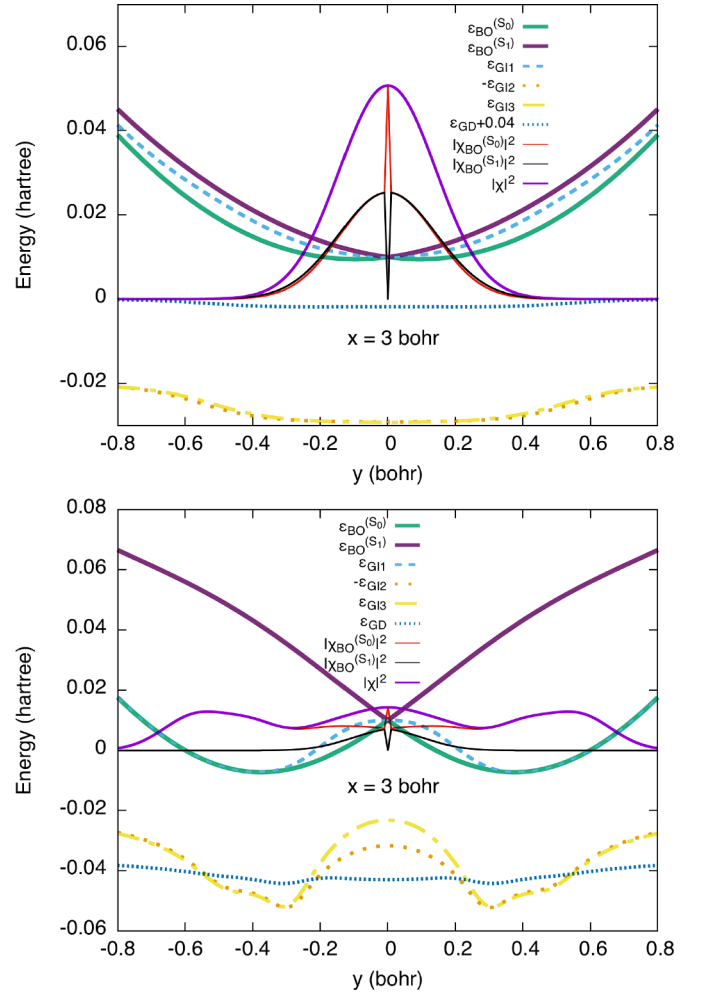 0.06
0.04
0.02
0
-0.02
Energy (hartree)
εBO(S0)
εBO(S1)
εGI1
-εGI2
εGI3
εGD+0.04
|χBO(S0)|2
|χBO(S1)|2
|χ|2
x = 3 bohr
-0.8 -0.6 -0.4 -0.2 0 0.2 0.4 0.6 0.8
y (bohr)
0.08
0.06
0.04
0.02
0
-0.02
-0.04
-0.06
Energy (hartree)
εBO(S0)
εBO(S1)
εGI1
-εGI2
εGI3
εGD
|χBO(S0)|2
|χBO(S1)|2
|χ|2
x = 3 bohr
-0.8 -0.6 -0.4 -0.2 0 0.2 0.4 0.6 0.8
y (bohr)